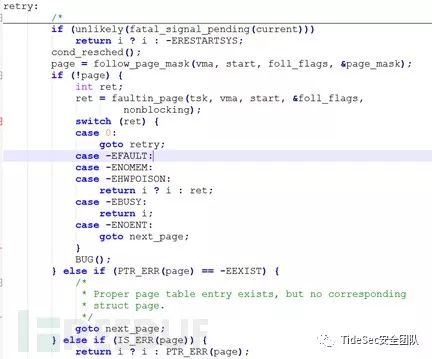 retry:
/*
if (unlikely(fatal_signal_pending(current)))
return i ? i : -ERESTARTSYS;
cond_resched();
page = follow_page_mask(vma, start, foll_flags, &page_mask);
if (!page) {
int ret;
ret = faultin_page(tsk, vma, start, &foll_flags,
nonblocking);
switch (ret) {
case 0:
goto retry;
case -EFAULT:
case -ENOMEM:
case -EHWPOISON:
return i ? i : ret;
case -EBUSY:
return i;
case -ENOENT:
goto next_page;
}
BUG();
} else if (PTR_ERR(page) == -EEXIST) {
/*
* Proper page table entry exists, but no corresponding
* struct page.
*/
goto next_page;
} else if (IS_ERR(page)) {
return i ? i : PTR_ERR(page);
TideSec安全团队